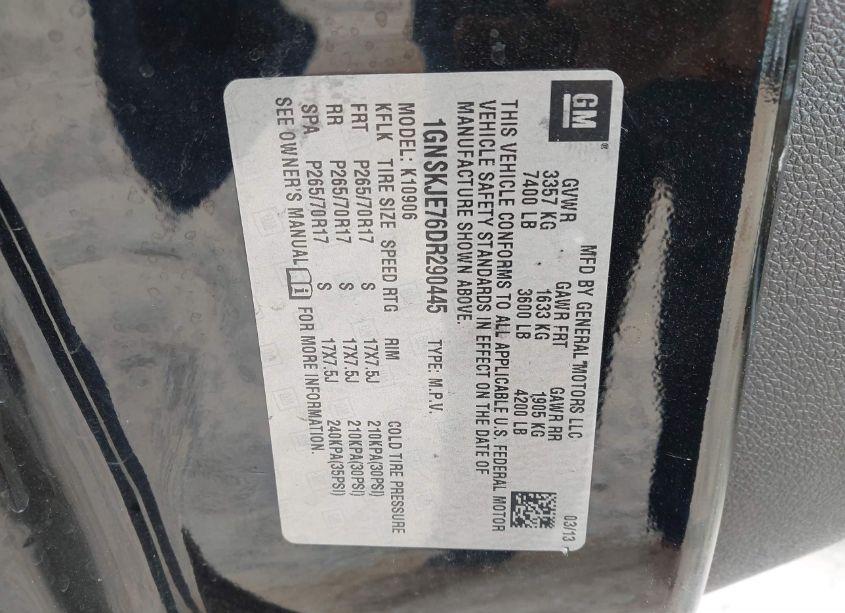 GM
®
MFD BY GENERAL MOTORS LLC 03/13
GVWR GAWR FRT GAWR RR
3357 KG 1633 KG 1905 KG
7400 LB 3600 LB 4200 LB
THIS VEHICLE CONFORMS TO ALL APPLICABLE U.S. FEDERAL MOTOR
VEHICLE SAFETY STANDARDS IN EFFECT ON THE DATE OF
MANUFACTURE SHOWN ABOVE.
1GNSKJE76DR290445 TYPE: M.P.V.
MODEL: K10906
KFLK TIRE SIZE SPEED RTG RIM COLD TIRE PRESSURE
FRT P265/70R17 S 17X7.5J 210KPA(30PSI)
RR P265/70R17 S 17X7.5J 210KPA(30PSI)
SPA P265/70R17 S 17X7.5J 240KPA(35PSI)
SEE OWNER'S MANUAL i FOR MORE INFORMATION.